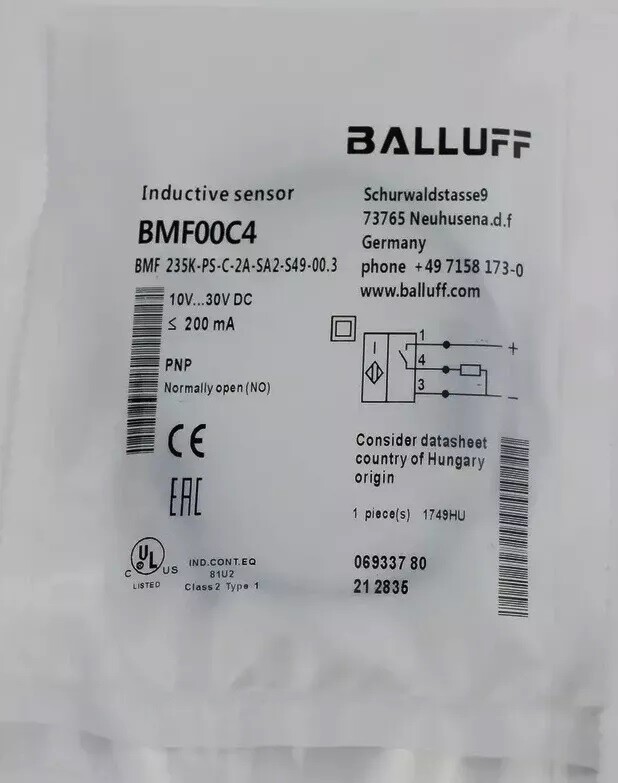 BALLUFF
Inductive sensor
BMF00C4
BMF 235K-PS-C-2A-SA2-S49-00.3
Schurwaldstasse9
73765 Neuhusena.d.f
Germany
phone +49 7158 173-0
www.balluff.com
10V...30V DC
≤ 200 mA
PNP
Normally open (NO)
1
+
4
3
−
CE
EAC
Consider datasheet
country of Hungary
origin
1 piece(s) 1749HU
C UL US
LISTED
IND.CONT.EQ
81U2
Class2 Type 1
069337 80
21 2835